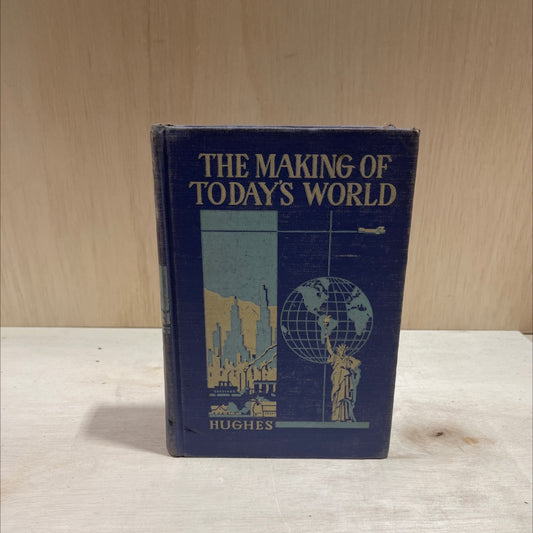 THE MAKING OF
TODAY'S WORLD
HUGHES